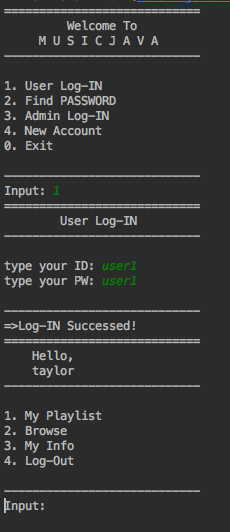 ============================
Welcome To
M U S I C J A V A
----------------------------
1. User Log-IN
2. Find PASSWORD
3. Admin Log-IN
4. New Account
0. Exit
----------------------------
Input: 1
============================
User Log-IN
----------------------------
type your ID: user1
type your PW: user1
----------------------------
=>Log-IN Successed!
============================
Hello,
taylor
----------------------------
1. My Playlist
2. Browse
3. My Info
4. Log-Out
----------------------------
Input: